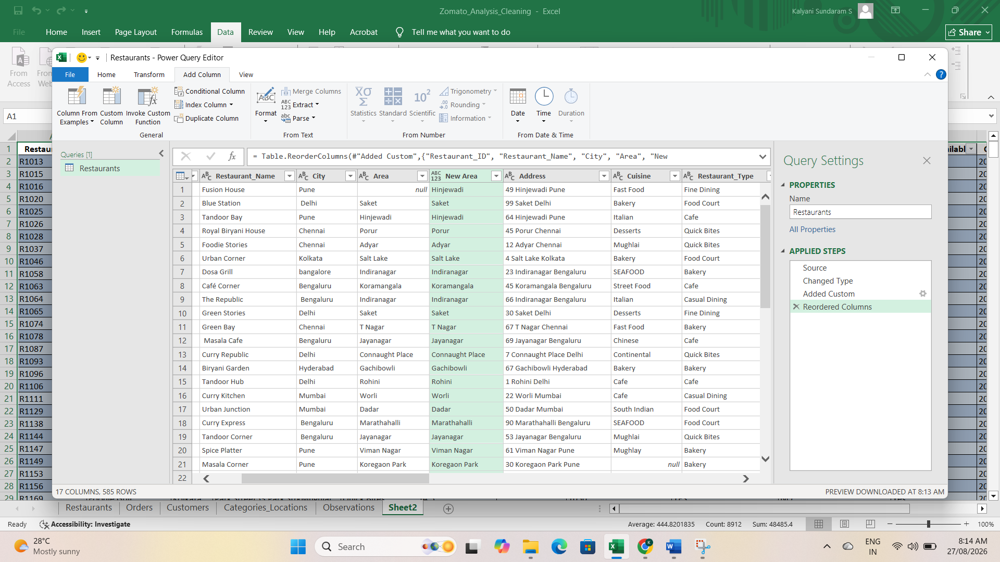 Zomato_Analysis_Cleaning - Excel
Kalyani Sundaram S
File Home Insert Page Layout Formulas Data Review View Help Acrobat Tell me what you want to do
Share
From Access
From Web
Restaurants - Power Query Editor
File Home Transform Add Column View
Column From Examples
Custom Column
Invoke Custom Function
Conditional Column
Index Column
Duplicate Column
General
Format
Merge Columns
Extract
Parse
From Text
Statistics Standard Scientific
Trigonometry
Rounding
Information
From Number
Date Time Duration
From Date & Time
A1
Queries [1]
Restaurants
= Table.ReorderColumns(#"Added Custom",{"Restaurant_ID", "Restaurant_Name", "City", "Area", "New
Restaurant_Name City Area New Area Address Cuisine Restaurant_Type
1 Fusion House Pune null Hinjewadi 49 Hinjewadi Pune Fast Food Fine Dining
2 Blue Station Delhi Saket Saket 99 Saket Delhi Bakery Food Court
3 Tandoor Bay Pune Hinjewadi Hinjewadi 64 Hinjewadi Pune Italian Cafe
4 Royal Biryani House Chennai Porur Porur 45 Porur Chennai Desserts Quick Bites
5 Foodie Stories Chennai Adyar Adyar 12 Adyar Chennai Mughlai Quick Bites
6 Urban Corner Kolkata Salt Lake Salt Lake 4 Salt Lake Kolkata Bakery Food Court
7 Dosa Grill bangalore Indiranagar Indiranagar 23 Indiranagar Bengaluru SEAFOOD Bakery
8 Café Corner Bengaluru Koramangala Koramangala 45 Koramangala Bengaluru Street Food Cafe
9 The Republic Bengaluru Indiranagar Indiranagar 66 Indiranagar Bengaluru Italian Casual Dining
10 Green Stories Delhi Saket Saket 30 Saket Delhi Desserts Fine Dining
11 Green Bay Chennai T Nagar T Nagar 67 T Nagar Chennai Fast Food Bakery
12 Masala Cafe Bengaluru Jayanagar Jayanagar 69 Jayanagar Bengaluru Chinese Cafe
13 Curry Republic Delhi Connaught Place Connaught Place 7 Connaught Place Delhi Continental Quick Bites
14 Biryani Garden Hyderabad Gachibowli Gachibowli 67 Gachibowli Hyderabad Bakery Bakery
15 Tandoor Hub Delhi Rohini Rohini 1 Rohini Delhi Cafe Cafe
16 Curry Kitchen Mumbai Worli Worli 22 Worli Mumbai Cafe Casual Dining
17 Urban Junction Mumbai Dadar Dadar 50 Dadar Mumbai South Indian Food Court
18 Curry Express Bengaluru Marathahalli Marathahalli 90 Marathahalli Bengaluru SEAFOOD Food Court
19 Tandoor Corner Bengaluru Jayanagar Jayanagar 53 Jayanagar Bengaluru Mughlai Quick Bites
20 Spice Platter Pune Viman Nagar Viman Nagar 61 Viman Nagar Pune Mughlay Bakery
21 Masala Corner Pune Koregaon Park Koregaon Park 30 Koregaon Park Pune null Bakery
22
17 COLUMNS, 585 ROWS
PREVIEW DOWNLOADED AT 8:13 AM
Query Settings
PROPERTIES
Name
Restaurants
All Properties
APPLIED STEPS
Source
Changed Type
Added Custom
Reordered Columns
1
2 R1013
3 R1015
4 R1016
5 R1020
6 R1025
7 R1026
8 R1028
9 R1037
10 R1046
11 R1058
12 R1063
13 R1064
14 R1065
15 R1074
16 R1078
17 R1087
18 R1093
19 R1096
20 R1106
21 R1111
22 R1129
23 R1138
24 R1144
25 R1147
26 R1149
27 R1153
28 R1156
29 R1169
Restaurants Orders Customers Categories_Locations Observations Sheet2
Ready Accessibility: Investigate
Average: 444.8201835 Count: 8912 Sum: 48485.4
100%
28°C
Mostly sunny
Search
ENG
IN
8:14 AM
27/08/2026